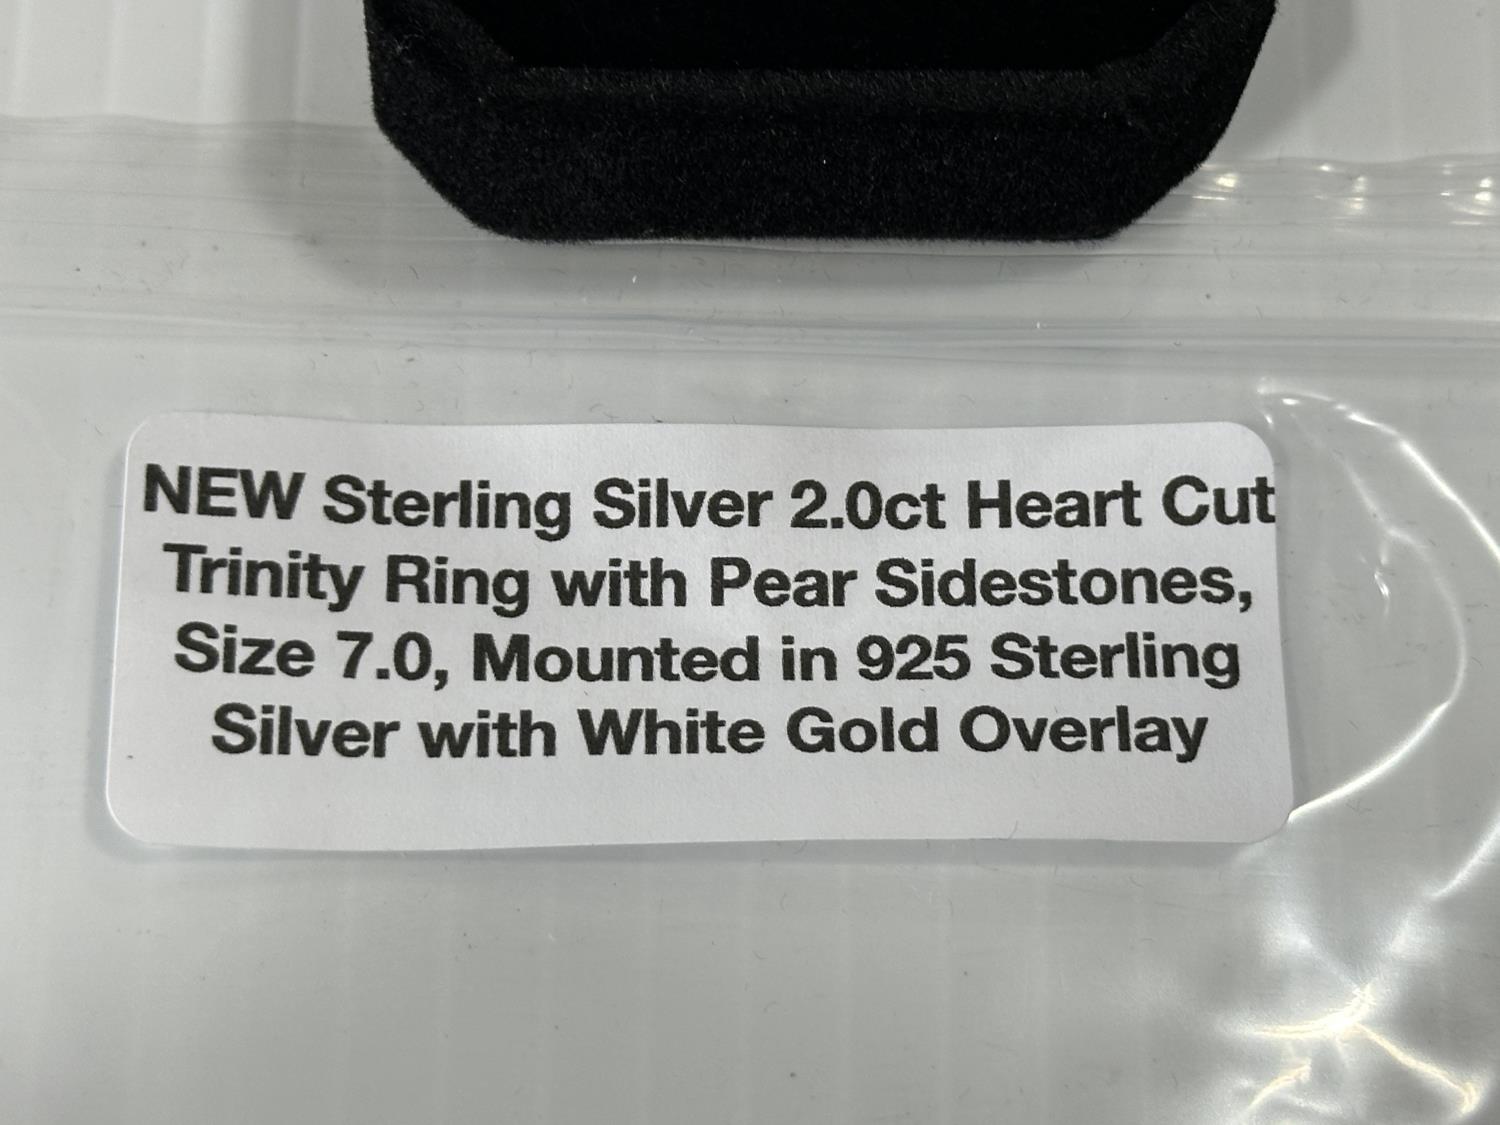 NEW Sterling Silver 2.0ct Heart Cut
Trinity Ring with Pear Sidestones,
Size 7.0, Mounted in 925 Sterling
Silver with White Gold Overlay